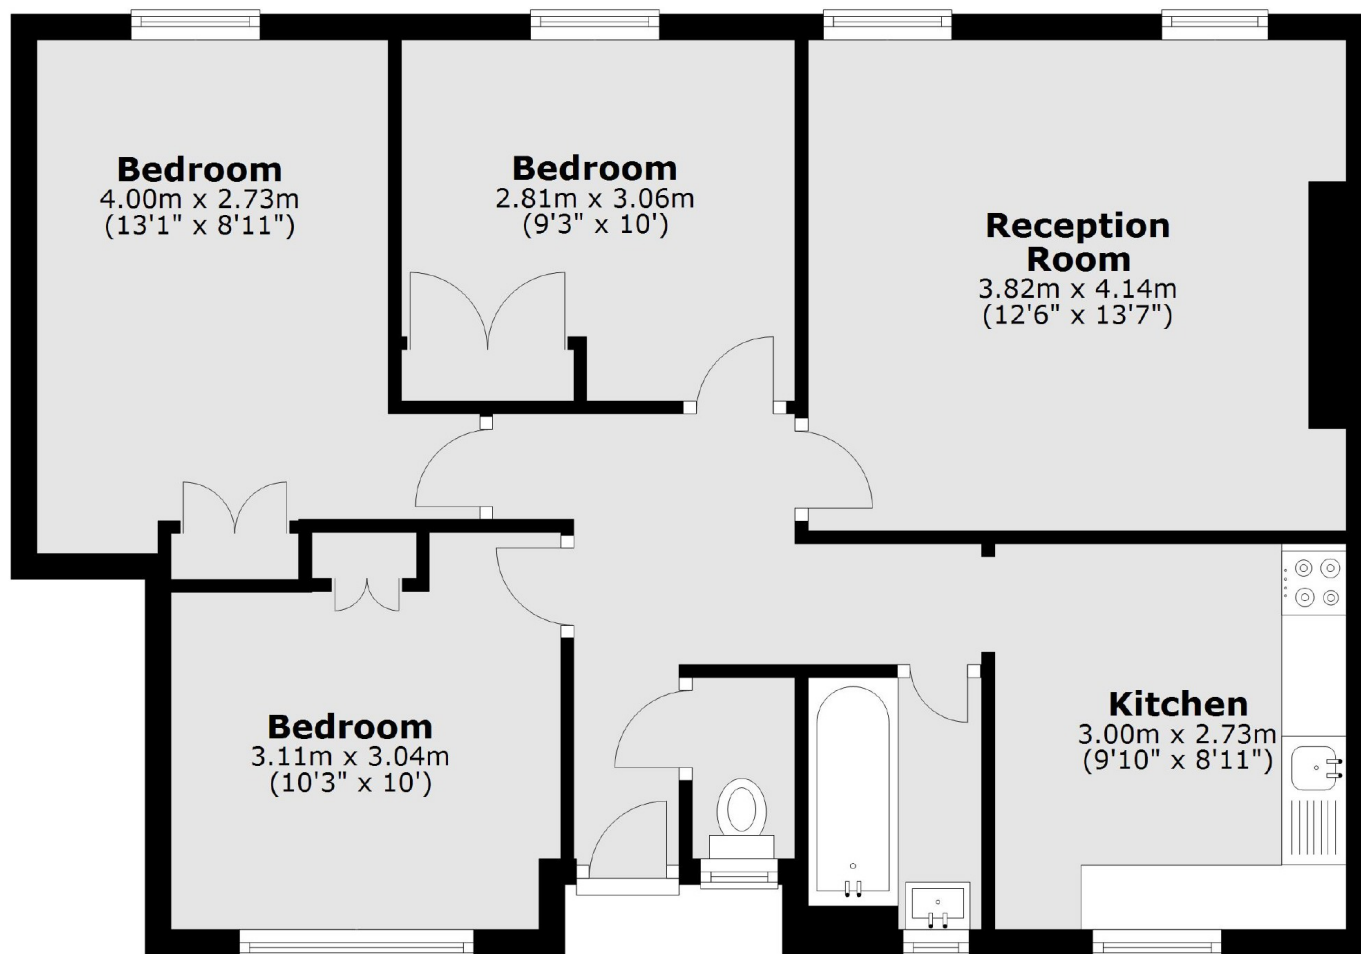 Bedroom
4.00m x 2.73m
(13'1" x 8'11")
Bedroom
2.81m x 3.06m
(9'3" x 10')
Reception
Room
3.82m x 4.14m
(12'6" x 13'7")
Bedroom
3.11m x 3.04m
(10'3" x 10')
Kitchen
3.00m x 2.73m
(9'10" x 8'11")